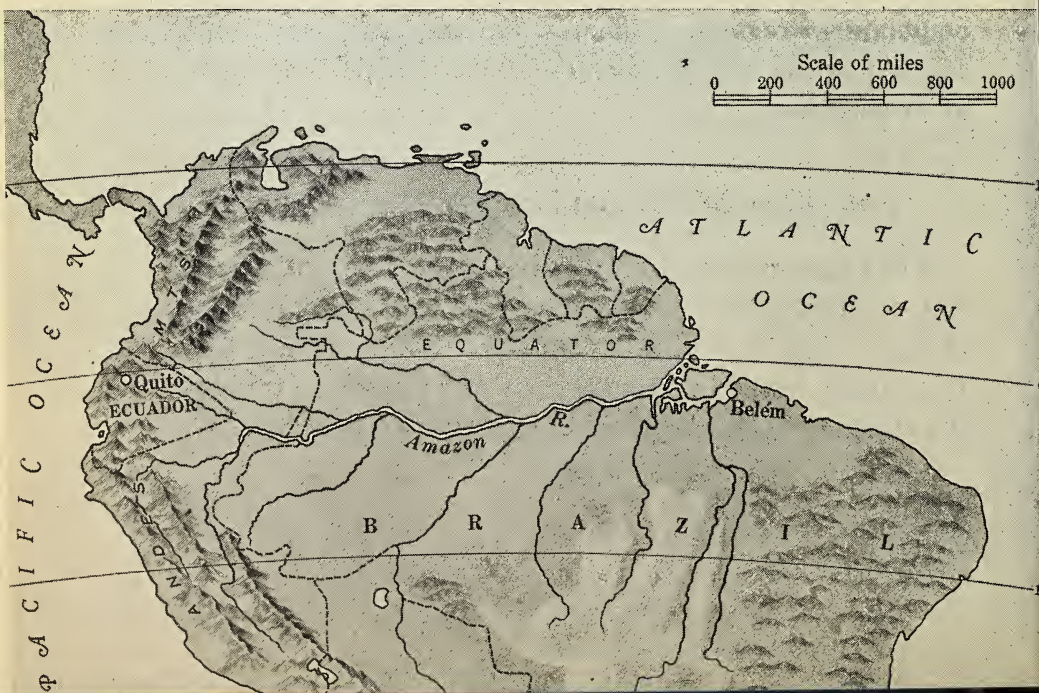 Scale of miles
0 200 400 600 800 1000
ATLANTIC
OCEAN
PACIFIC OCEAN
MTS
EQUATOR
Quito
ECUADOR
Belém
Amazon R.
BRAZIL
ANDES